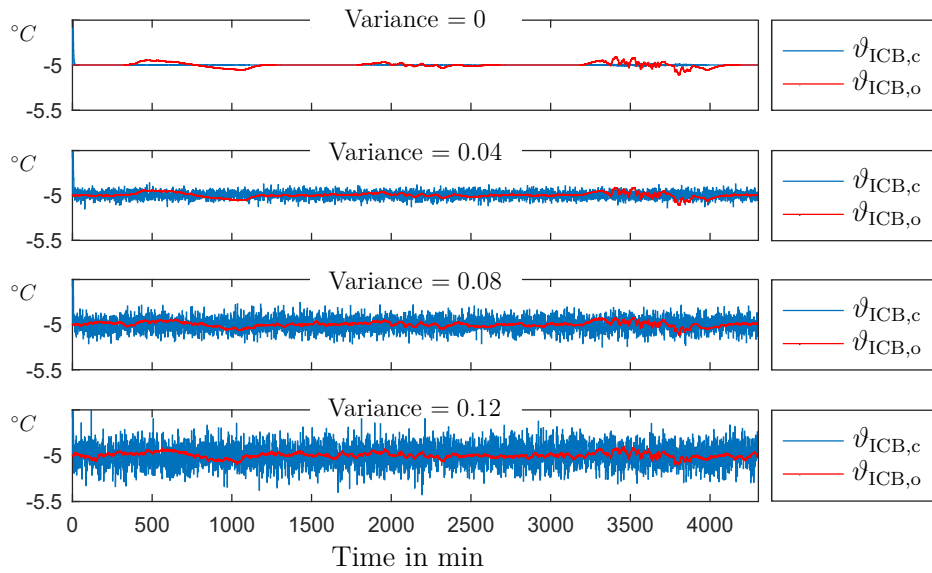 Variance = 0
°C
-5
-5.5
ϑICB,c
ϑICB,o
Variance = 0.04
°C
-5
-5.5
ϑICB,c
ϑICB,o
Variance = 0.08
°C
-5
-5.5
ϑICB,c
ϑICB,o
Variance = 0.12
°C
-5
-5.5
ϑICB,c
ϑICB,o
0 500 1000 1500 2000 2500 3000 3500 4000
Time in min